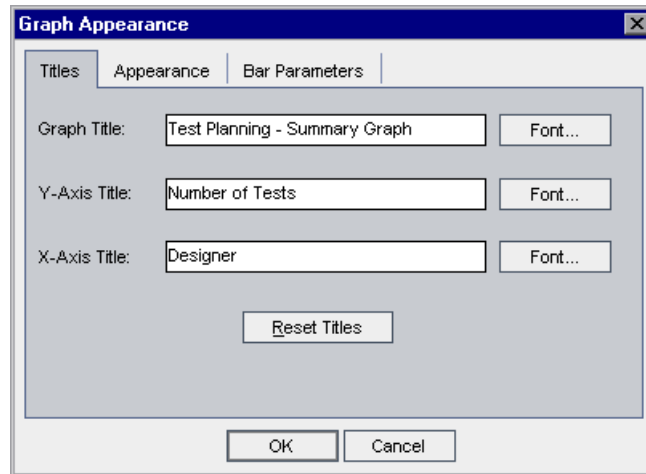 Graph Appearance
Titles Appearance Bar Parameters
Graph Title: Test Planning - Summary Graph Font...
Y-Axis Title: Number of Tests Font...
X-Axis Title: Designer Font...
Reset Titles
OK Cancel